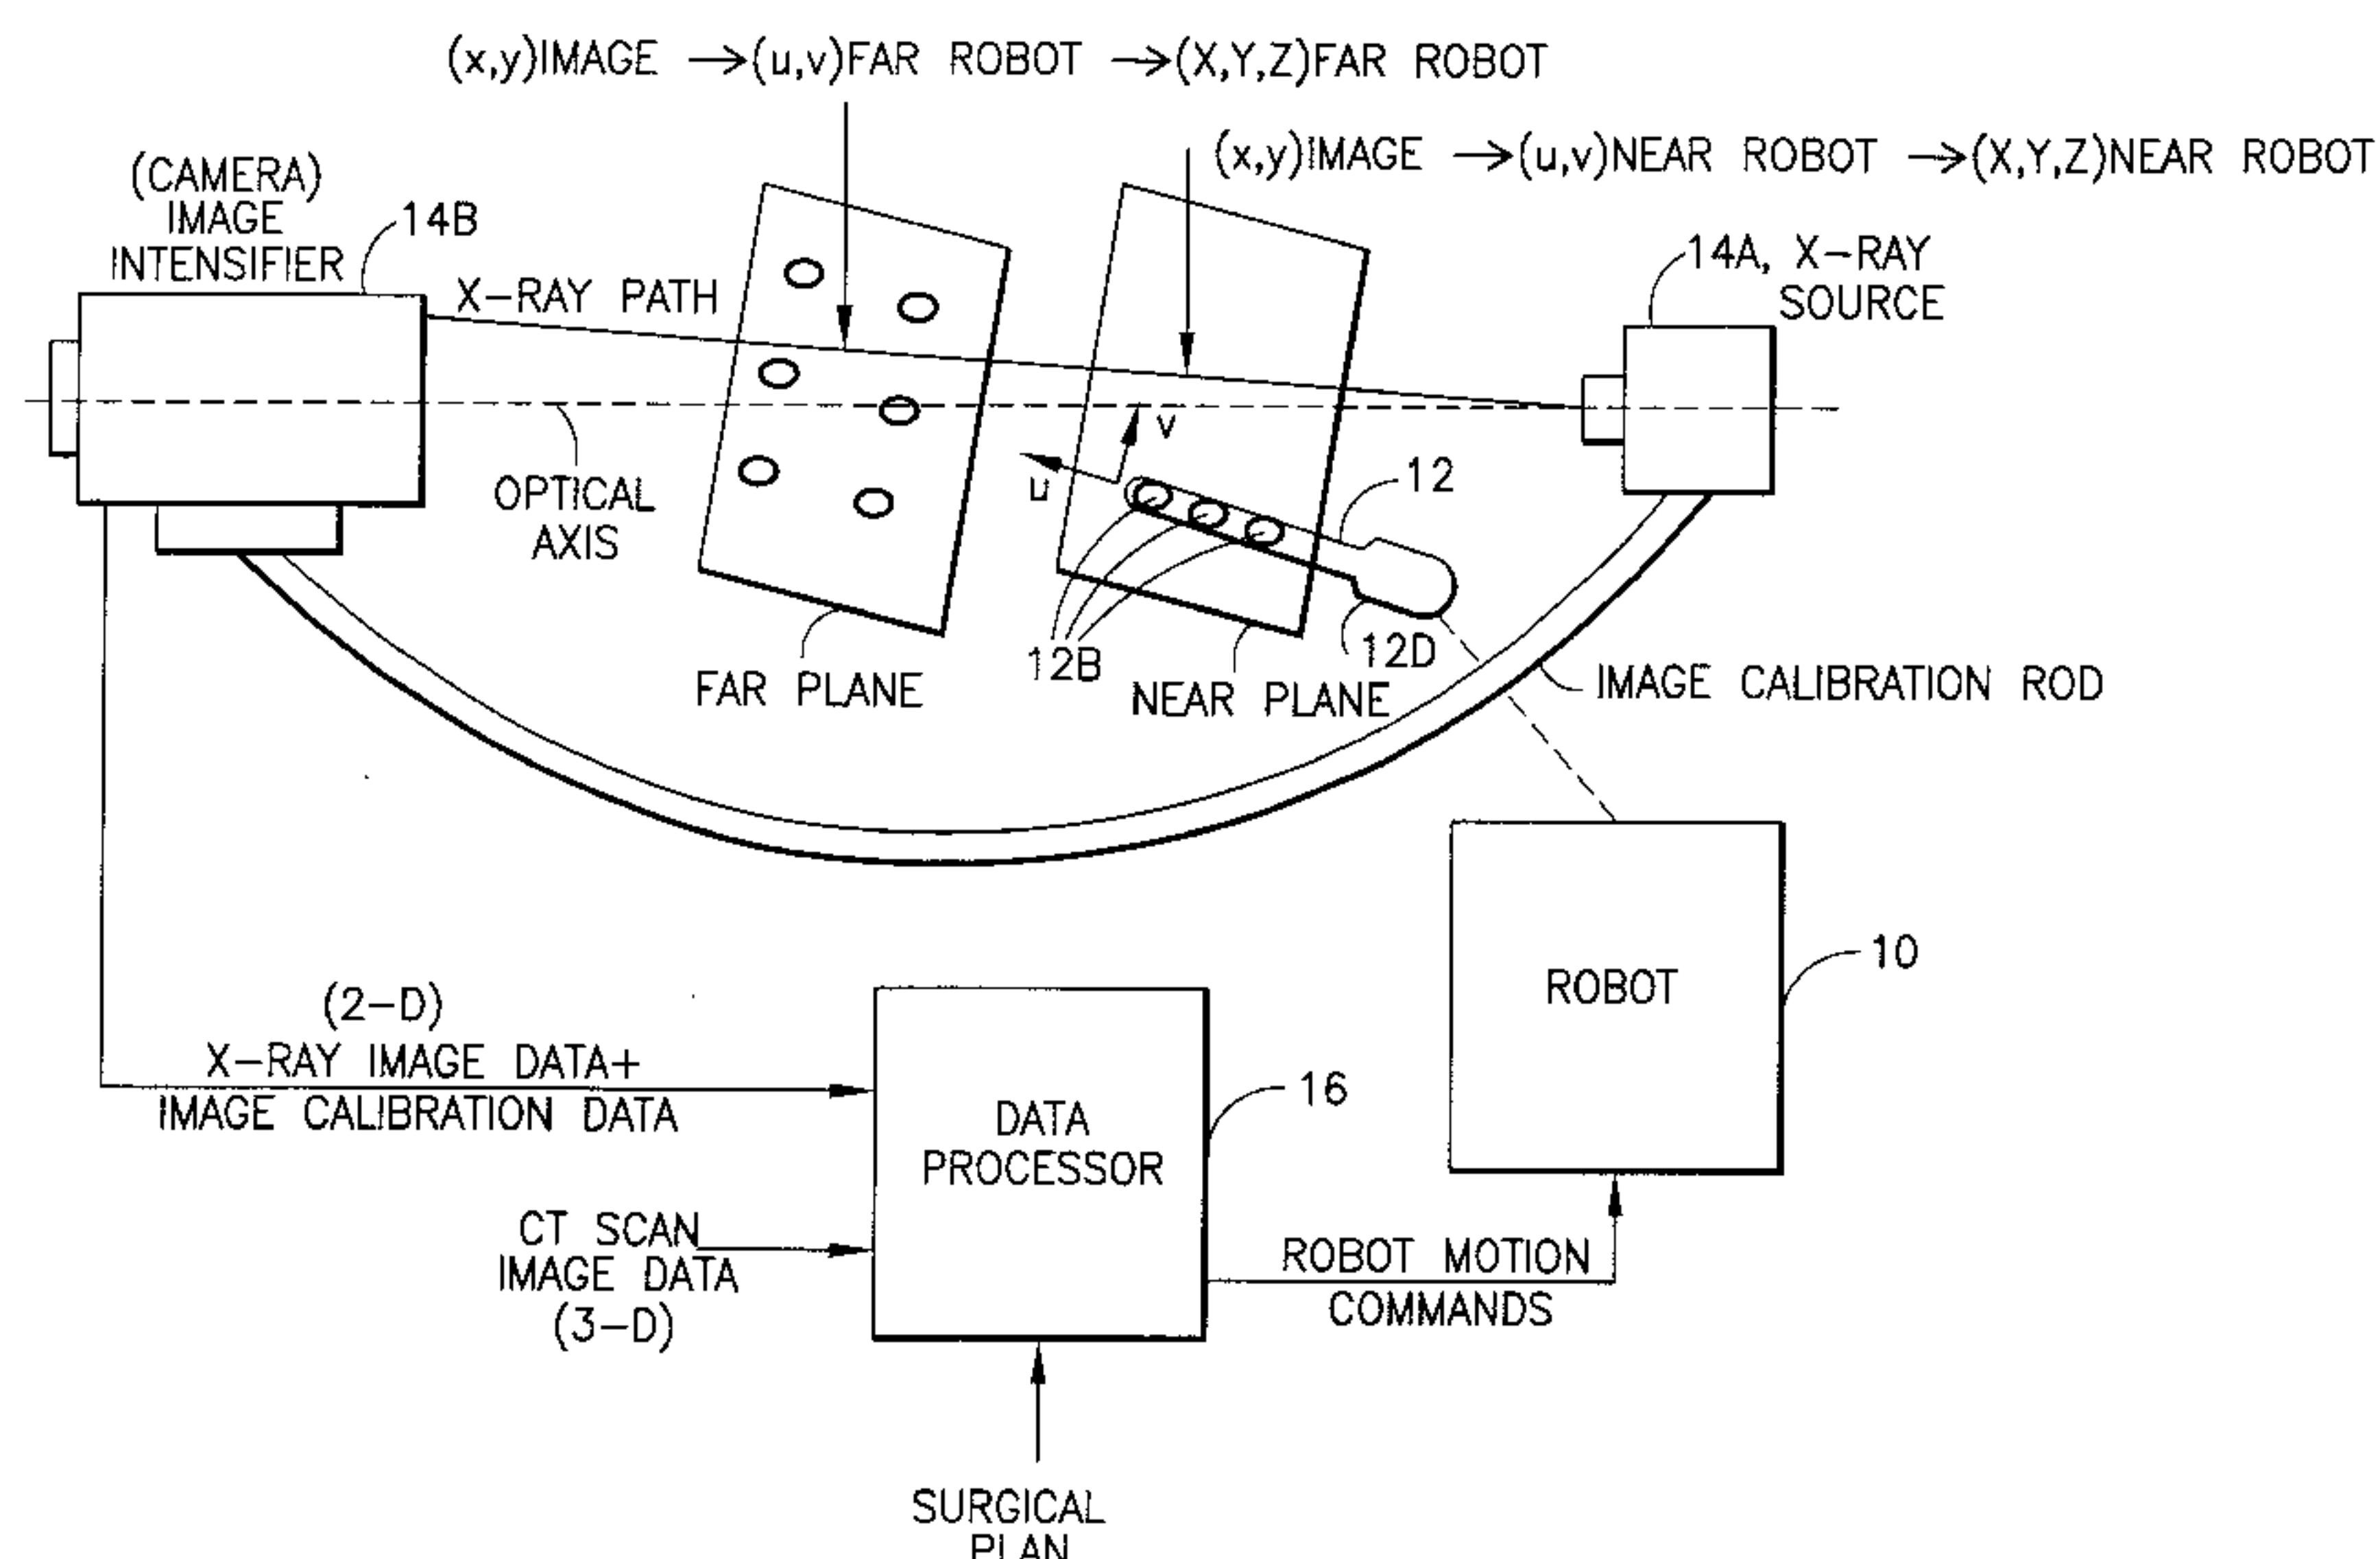 (x,y)IMAGE →(u,v)FAR ROBOT →(X,Y,Z)FAR ROBOT
(x,y)IMAGE →(u,v)NEAR ROBOT →(X,Y,Z)NEAR ROBOT
(CAMERA)
IMAGE
INTENSIFIER
14B
X-RAY PATH
14A, X-RAY
SOURCE
v
u
OPTICAL
AXIS
12
12B
12D
FAR PLANE
NEAR PLANE
IMAGE CALIBRATION ROD
ROBOT
10
(2-D)
X-RAY IMAGE DATA+
IMAGE CALIBRATION DATA
DATA
PROCESSOR
16
CT SCAN
IMAGE DATA
(3-D)
ROBOT MOTION
COMMANDS
SURGICAL
PLAN